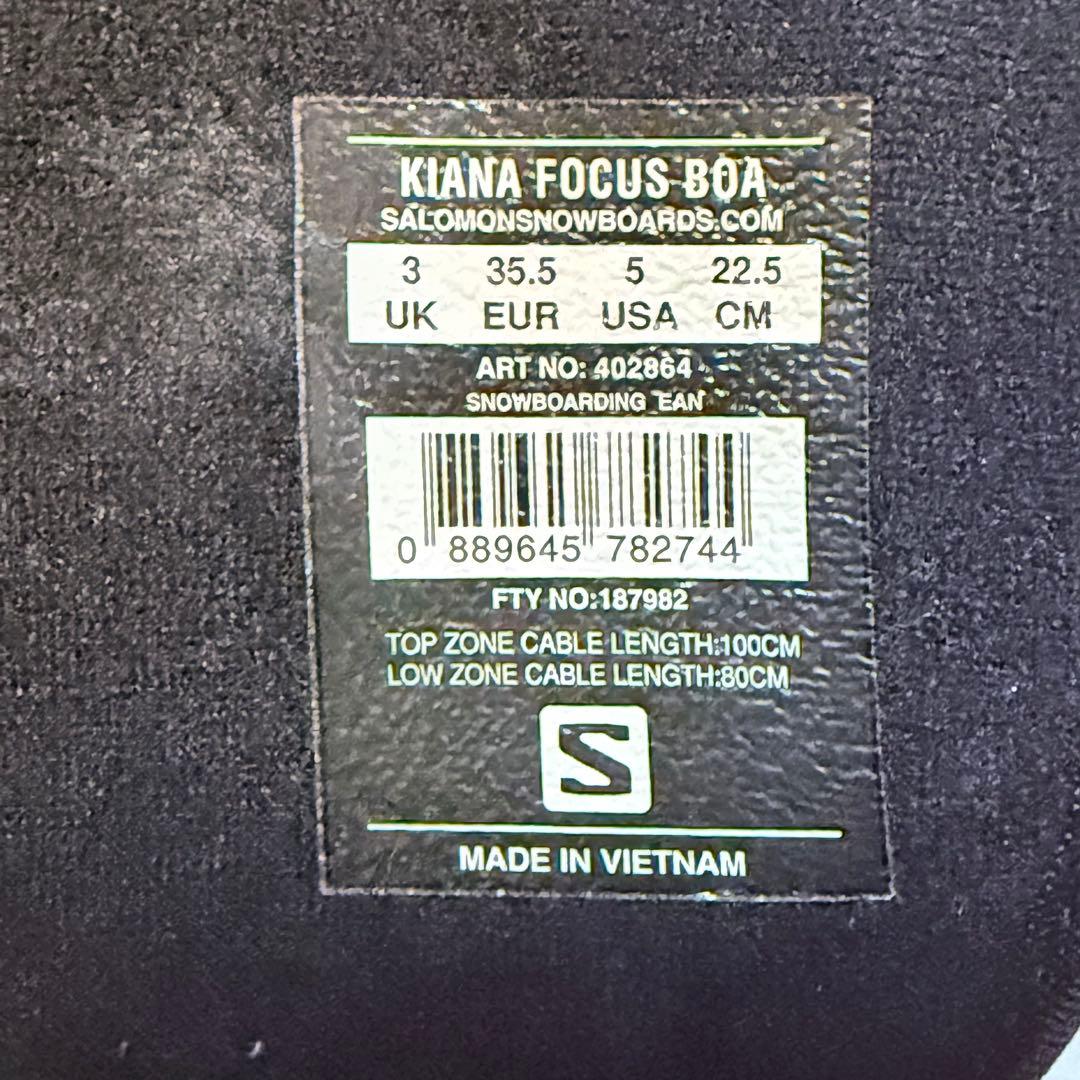 KIANA FOCUS BOA
SALOMONSNOWBOARDS.COM
3 35.5 5 22.5
UK EUR USA CM
ART NO: 402864
SNOWBOARDING EAN
0 889645 782744
FTY NO:187982
TOP ZONE CABLE LENGTH:100CM
LOW ZONE CABLE LENGTH:80CM
S
MADE IN VIETNAM